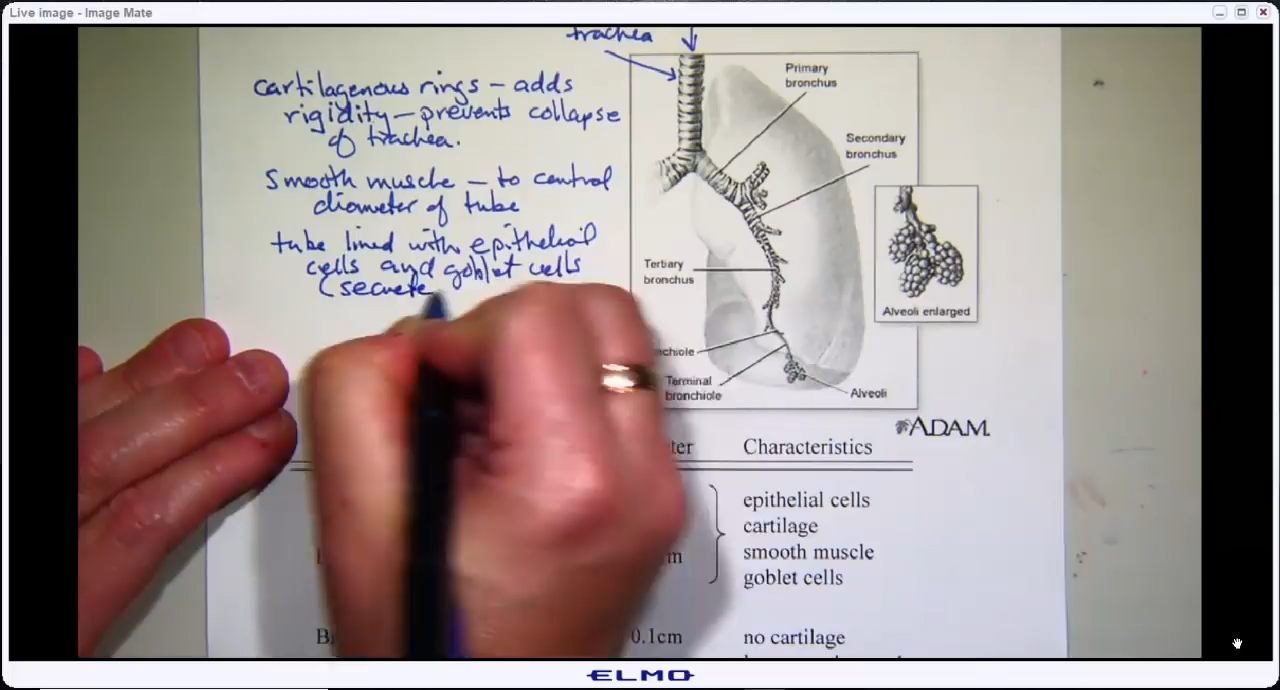 Live image - Image Mate
trachea
cartilagenous rings – adds
rigidity – prevents collapse
of trachea.
Smooth muscle – to control
diameter of tube
tube lined with epithelial
cells and goblet cells
(secrete
Primary
bronchus
Secondary
bronchus
Tertiary
bronchus
nchiole
Terminal
bronchiole
Alveoli
Alveoli enlarged
ADAM.
ter
Characteristics
epithelial cells
cartilage
smooth muscle
goblet cells
m
B
0.1cm
no cartilage
ELMO